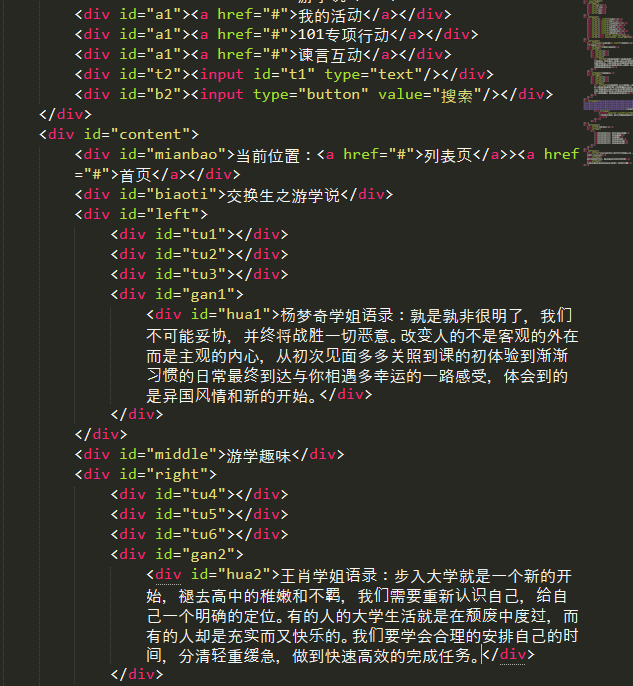 <div id="a1"><a href="#">我的活动</a></div>
<div id="a1"><a href="#">101专项行动</a></div>
<div id="a1"><a href="#">谏言互动</a></div>
<div id="t2"><input id="t1" type="text"/></div>
<div id="b2"><input type="button" value="搜索"/></div>
</div>
<div id="content">
<div id="mianbao">当前位置：<a href="#">列表页</a>><a href
="#">首页</a></div>
<div id="biaoti">交换生之游学说</div>
<div id="left">
<div id="tu1"></div>
<div id="tu2"></div>
<div id="tu3"></div>
<div id="gan1">
<div id="hua1">杨梦奇学姐语录：孰是孰非很明了，我们
不可能妥协，并终将战胜一切恶意。改变人的不是客观的外在
而是主观的内心，从初次见面多多关照到课的初体验到渐渐
习惯的日常最终到达与你相遇多幸运的一路感受，体会到的
是异国风情和新的开始。</div>
</div>
</div>
<div id="middle">游学趣味</div>
<div id="right">
<div id="tu4"></div>
<div id="tu5"></div>
<div id="tu6"></div>
<div id="gan2">
<div id="hua2">王肖学姐语录：步入大学就是一个新的开
始，褪去高中的稚嫩和不羁，我们需要重新认识自己，给自
己一个明确的定位。有的人的大学生活就是在颓废中度过，而
有的人却是充实而又快乐的。我们要学会合理的安排自己的时
间，分清轻重缓急，做到快速高效的完成任务。</div>
</div>